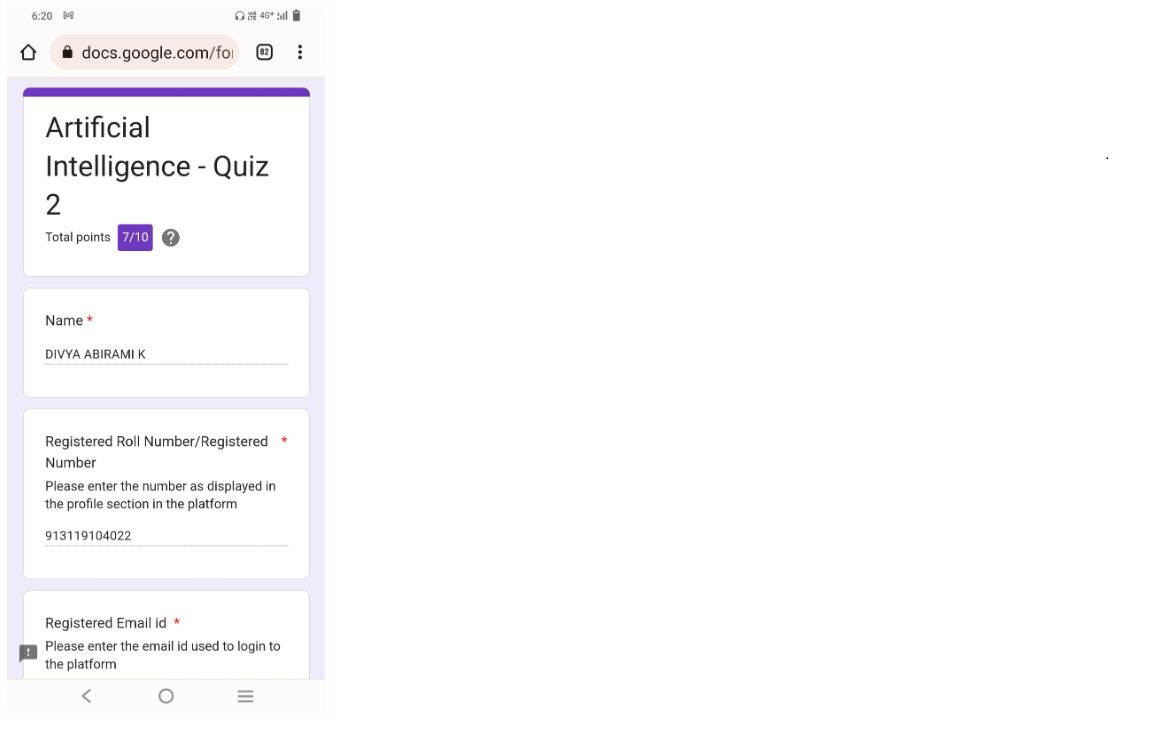 6:20 4G+
docs.google.com/for 82
Artificial
Intelligence - Quiz
2
Total points 7/10 ?
Name *
DIVYA ABIRAMI K
Registered Roll Number/Registered *
Number
Please enter the number as displayed in
the profile section in the platform
913119104022
Registered Email id *
Please enter the email id used to login to
the platform